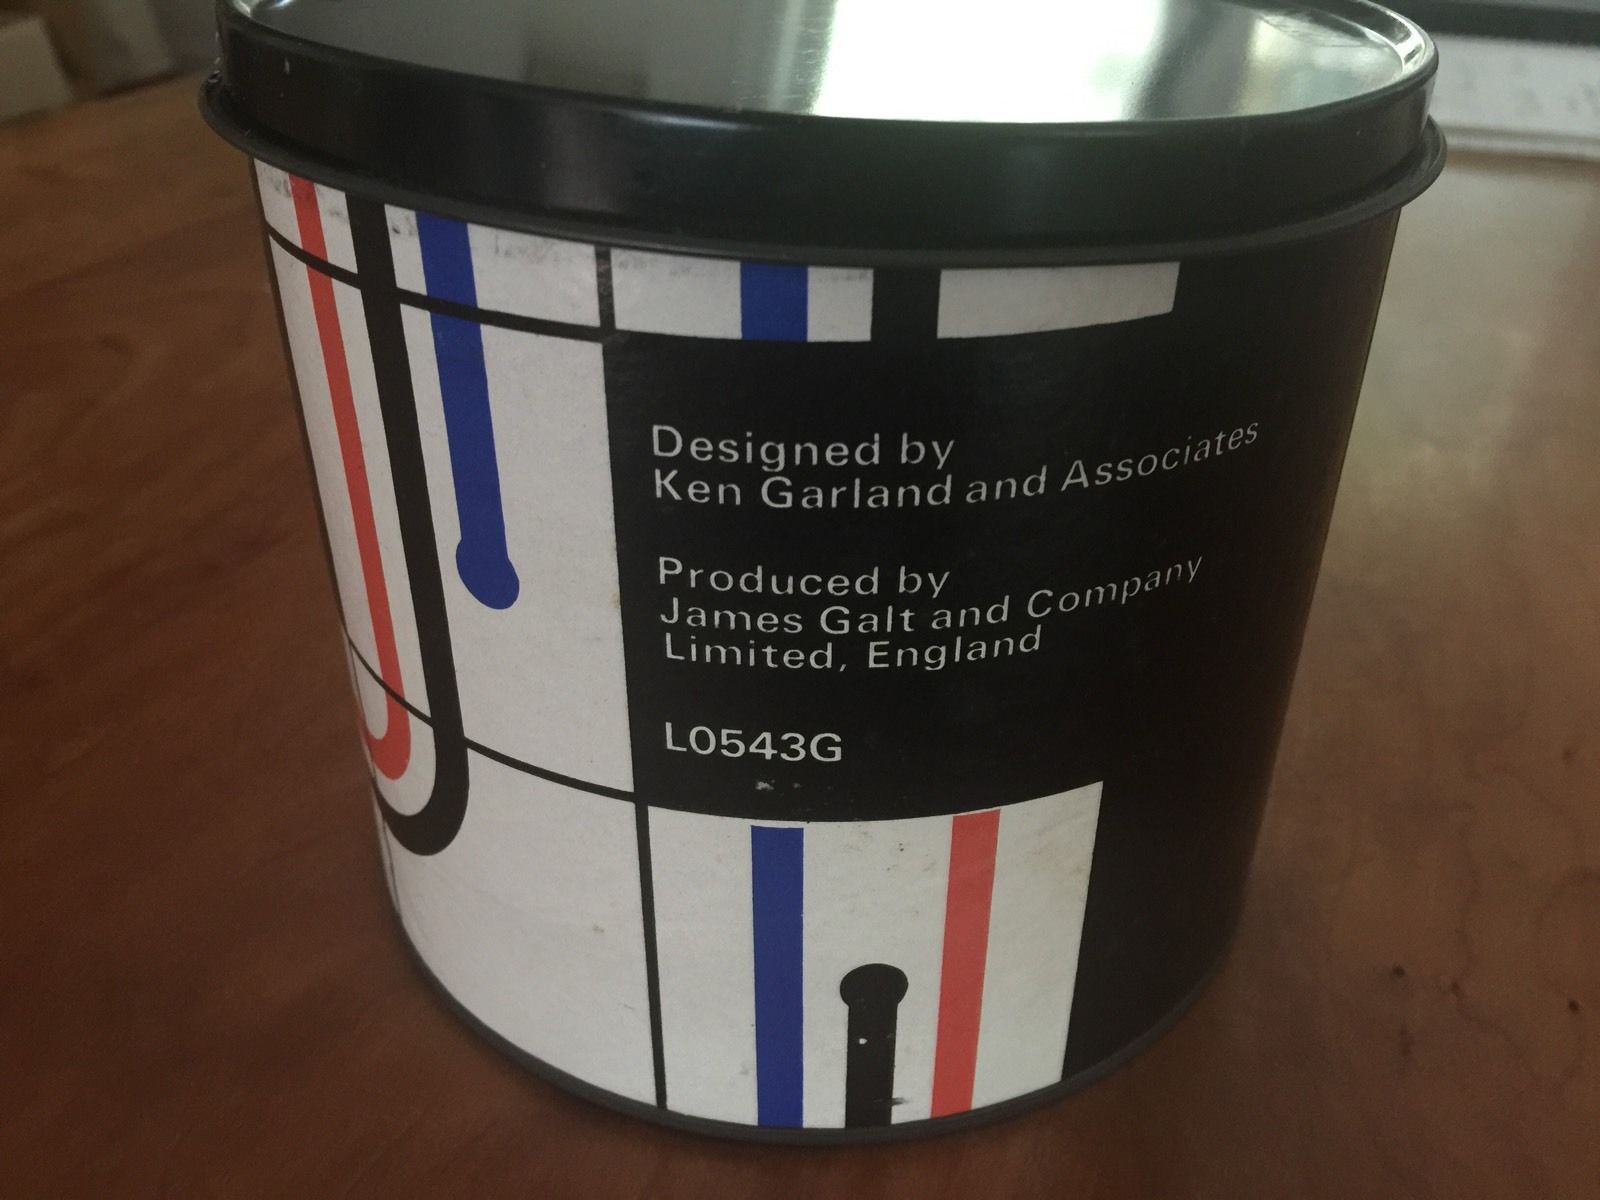 Designed by
Ken Garland and Associates
Produced by
James Galt and Company
Limited, England
L0543G